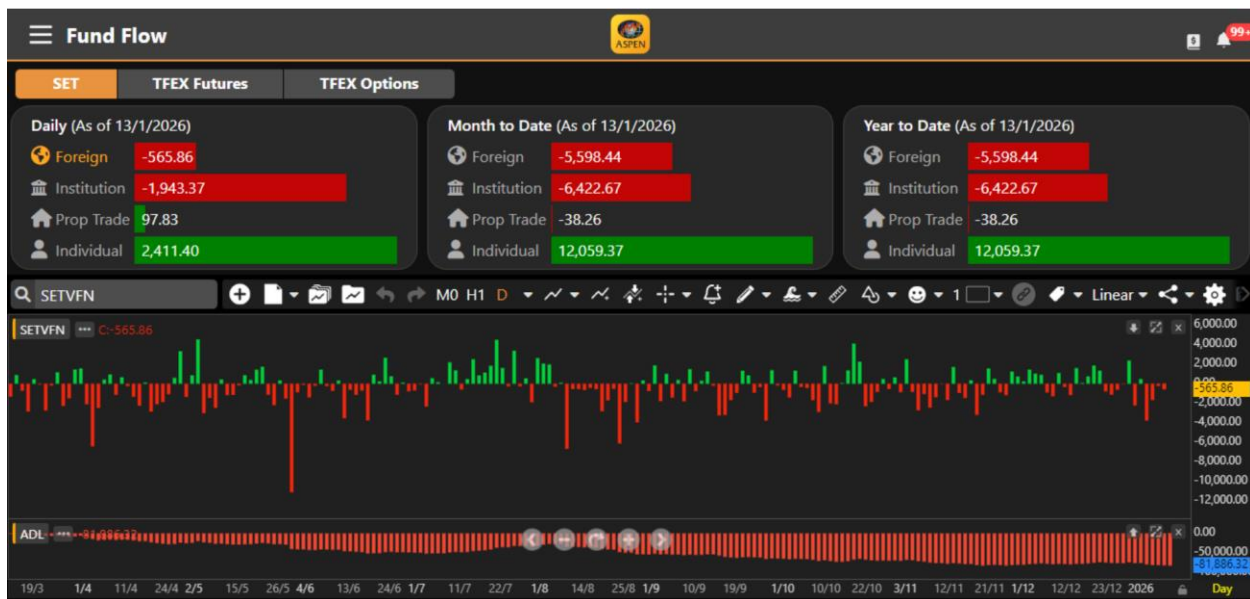 Fund Flow
ASPEN
99+
SET
TFEX Futures
TFEX Options
Daily (As of 13/1/2026)
Foreign -565.86
Institution -1,943.37
Prop Trade 97.83
Individual 2,411.40
Month to Date (As of 13/1/2026)
Foreign -5,598.44
Institution -6,422.67
Prop Trade -38.26
Individual 12,059.37
Year to Date (As of 13/1/2026)
Foreign -5,598.44
Institution -6,422.67
Prop Trade -38.26
Individual 12,059.37
SETVFN
M0 H1 D
1
Linear
SETVFN ... C:-565.86
6,000.00
4,000.00
2,000.00
-565.86
-2,000.00
-4,000.00
-6,000.00
-8,000.00
-10,000.00
-12,000.00
ADL ... -81,886.32
0.00
-50,000.00
-81,886.32
19/3 1/4 11/4 24/4 2/5 15/5 26/5 4/6 13/6 24/6 1/7 11/7 22/7 1/8 14/8 25/8 1/9 10/9 19/9 1/10 10/10 22/10 3/11 12/11 21/11 1/12 12/12 23/12 2026 Day